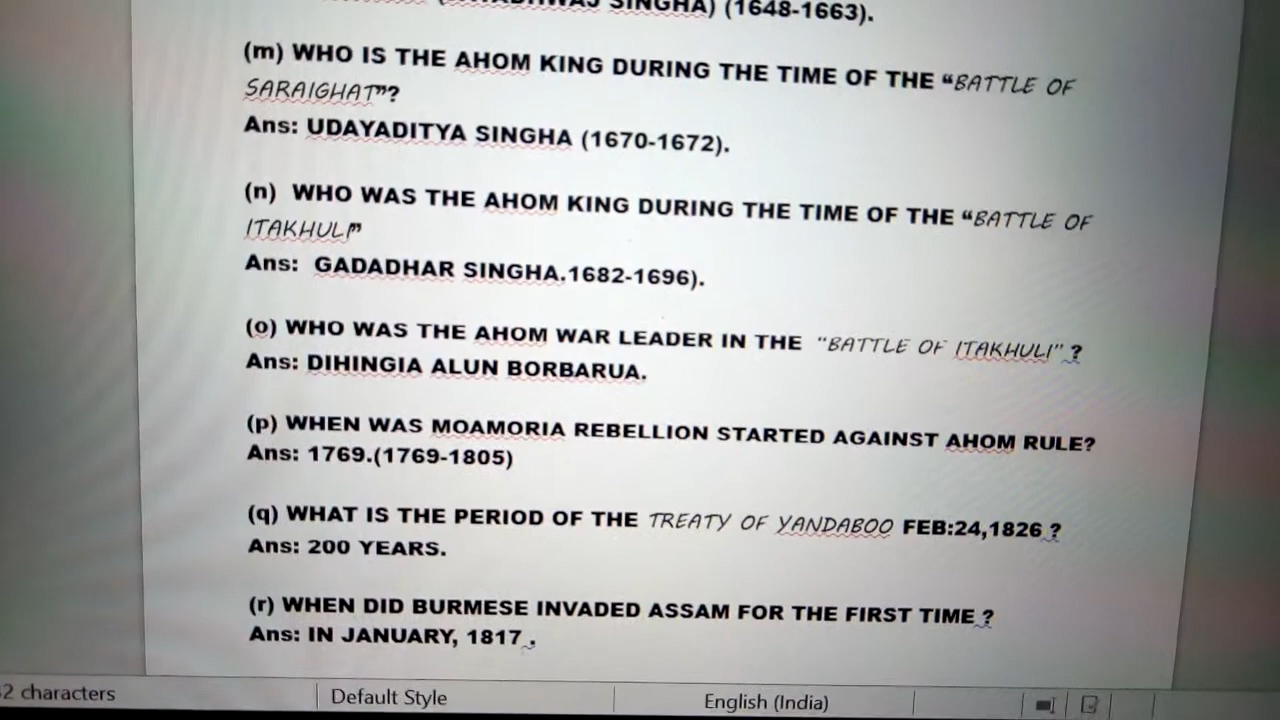 SINGHA) (1648-1663).
(m) WHO IS THE AHOM KING DURING THE TIME OF THE “BATTLE OF
SARAIGHAT”?
Ans: UDAYADITYA SINGHA (1670-1672).
(n) WHO WAS THE AHOM KING DURING THE TIME OF THE “BATTLE OF
ITAKHULI”
Ans: GADADHAR SINGHA.1682-1696).
(o) WHO WAS THE AHOM WAR LEADER IN THE “BATTLE OF ITAKHULI” ?
Ans: DIHINGIA ALUN BORBARUA.
(p) WHEN WAS MOAMORIA REBELLION STARTED AGAINST AHOM RULE?
Ans: 1769.(1769-1805)
(q) WHAT IS THE PERIOD OF THE TREATY OF YANDABOO FEB:24,1826 ?
Ans: 200 YEARS.
(r) WHEN DID BURMESE INVADED ASSAM FOR THE FIRST TIME ?
Ans: IN JANUARY, 1817 .
characters Default Style English (India)